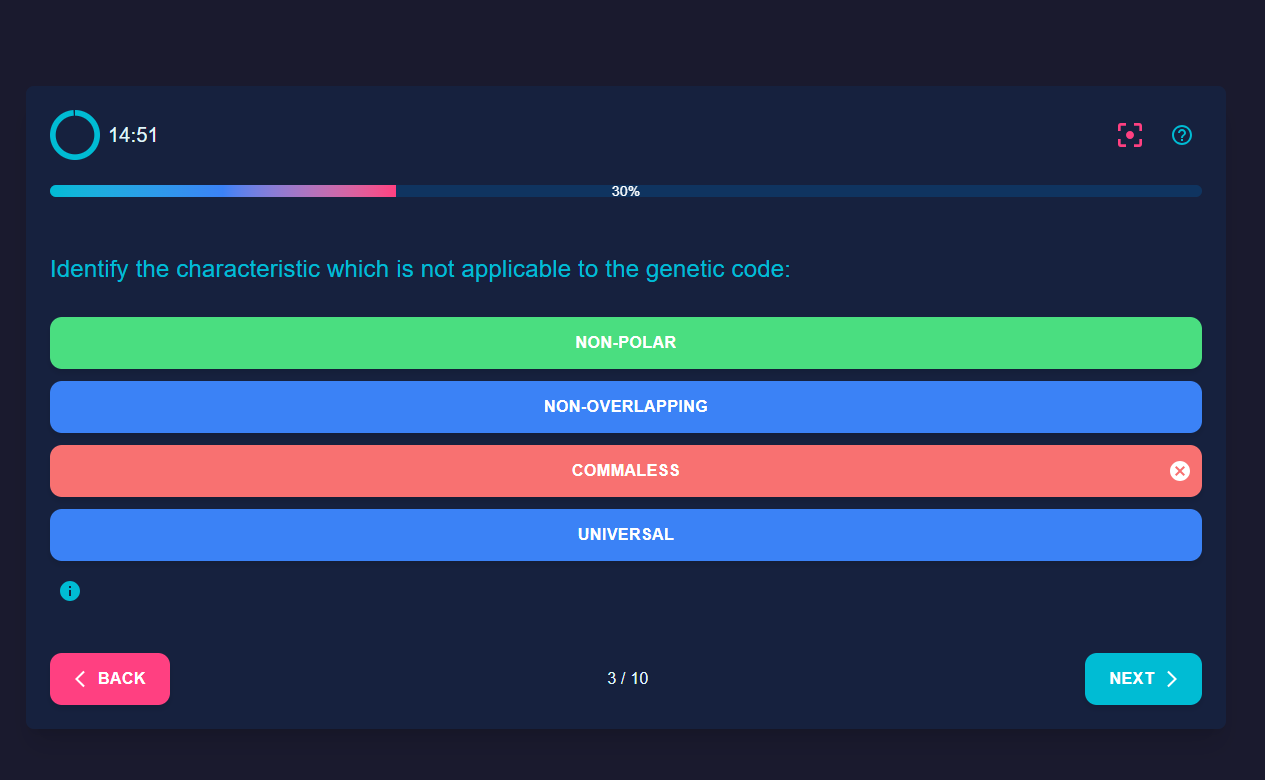 14:51
30%
Identify the characteristic which is not applicable to the genetic code:
NON-POLAR
NON-OVERLAPPING
COMMALESS
UNIVERSAL
BACK
3 / 10
NEXT